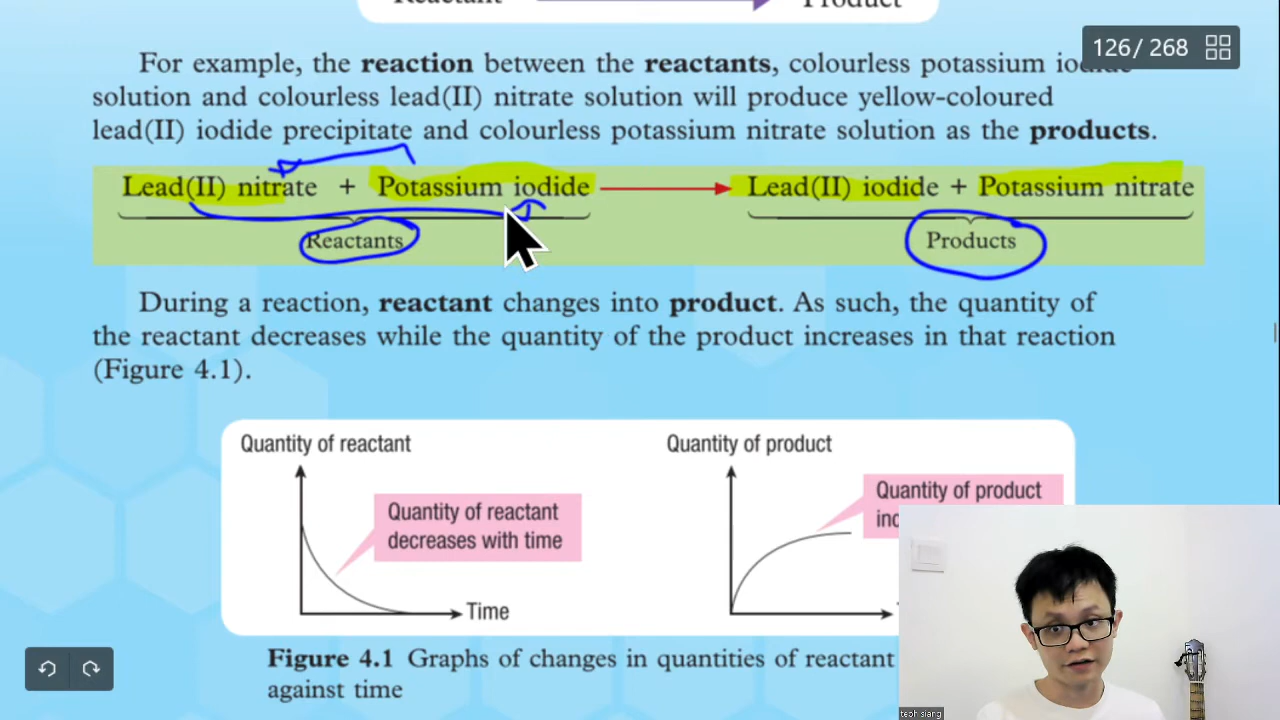 Reactant Product
126/ 268
For example, the reaction between the reactants, colourless potassium iodide
solution and colourless lead(II) nitrate solution will produce yellow-coloured
lead(II) iodide precipitate and colourless potassium nitrate solution as the products.
Lead(II) nitrate + Potassium iodide Lead(II) iodide + Potassium nitrate
Reactants Products
During a reaction, reactant changes into product. As such, the quantity of
the reactant decreases while the quantity of the product increases in that reaction
(Figure 4.1).
Quantity of reactant
Quantity of reactant
decreases with time
Time
Quantity of product
Quantity of product
Figure 4.1 Graphs of changes in quantities of reactant
against time
teoh siang